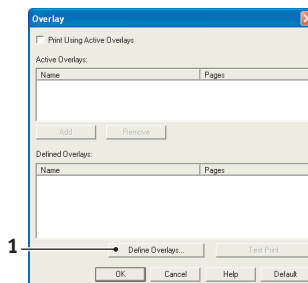 Overlay
Print Using Active Overlays
Active Overlays:
Name Pages
Add Remove
Defined Overlays:
Name Pages
1 Define Overlays... Test Print
OK Cancel Help Default